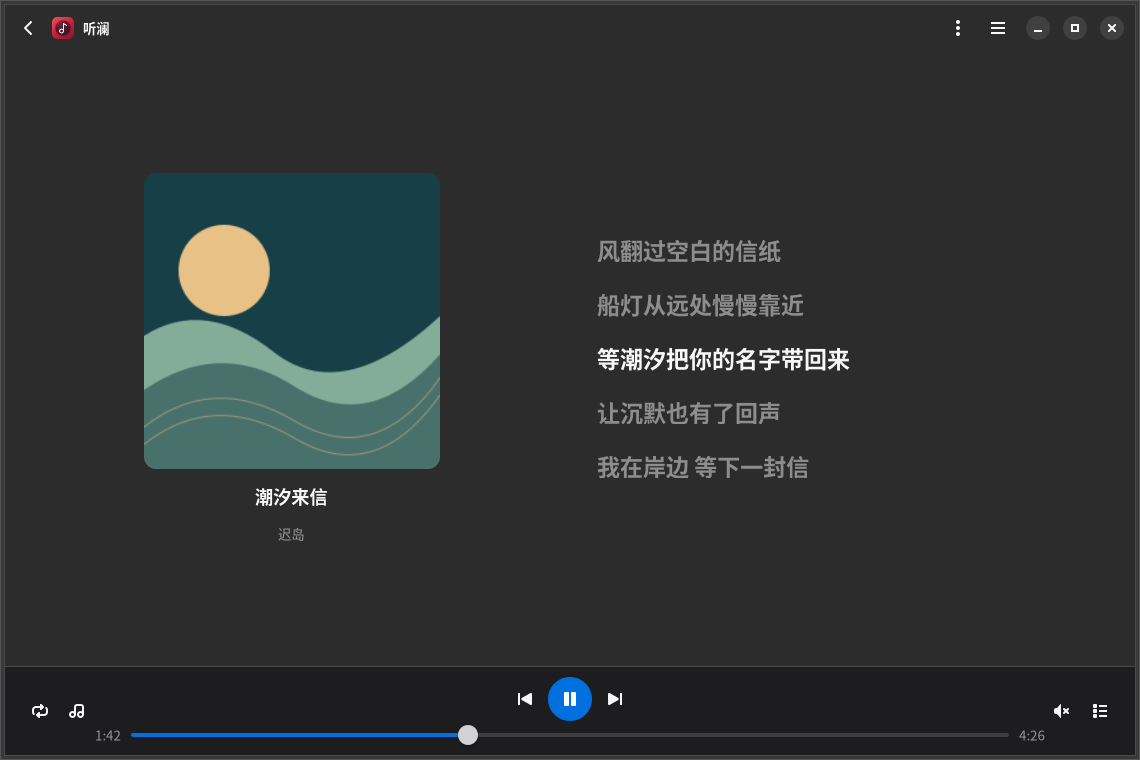 听澜
风翻过空白的信纸
船灯从远处慢慢靠近
等潮汐把你的名字带回来
让沉默也有了回声
我在岸边 等下一封信
潮汐来信
迟岛
1:42
4:26